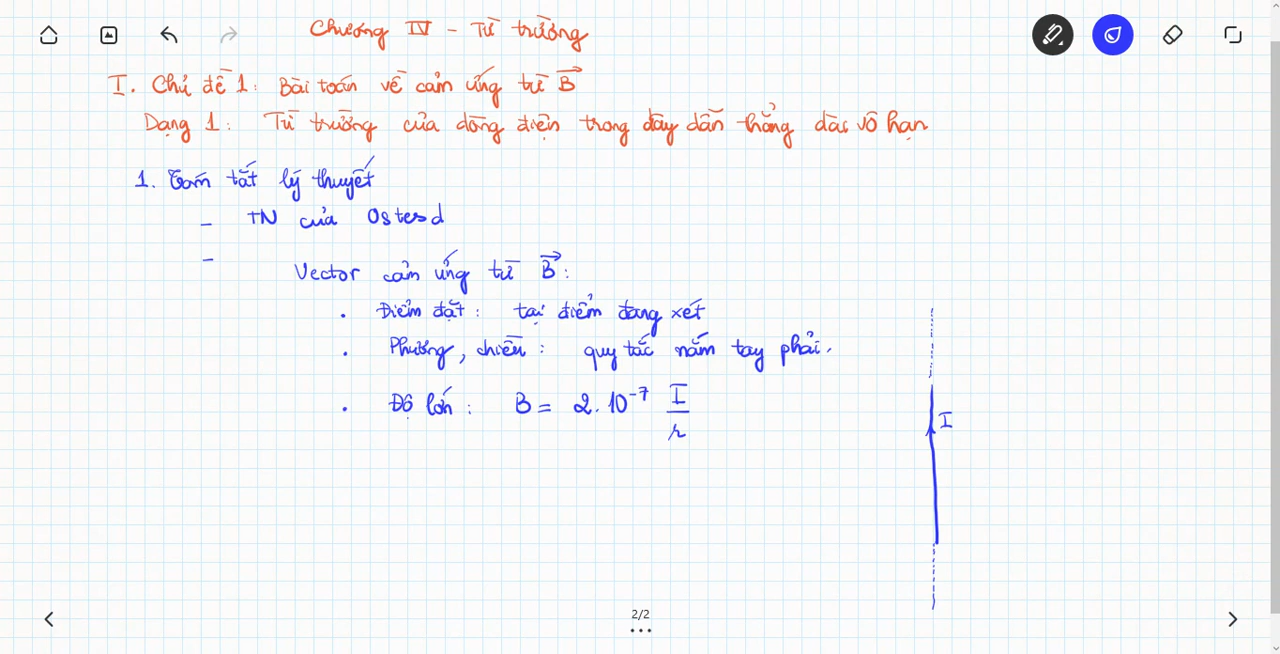 Chương IV - Từ trường
I. Chủ đề 1: Bài toán về cảm ứng từ B⃗
Dạng 1: Từ trường của dòng điện trong dây dẫn thẳng dài vô hạn
1. Tóm tắt lý thuyết
- TN của Ostesd
-
Vector cảm ứng từ B⃗:
. Điểm đặt: tại điểm đang xét
. Phương, chiều: quy tắc nắm tay phải.
. Độ lớn: B = 2.10⁻⁷ I/r
I
2/2